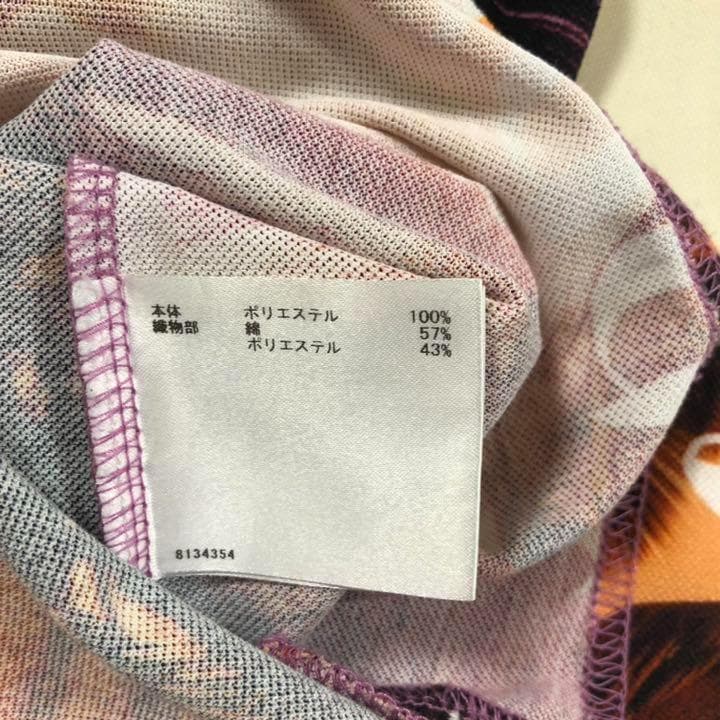 本体 ポリエステル 100%
織物部 綿 57%
ポリエステル 43%
8134354